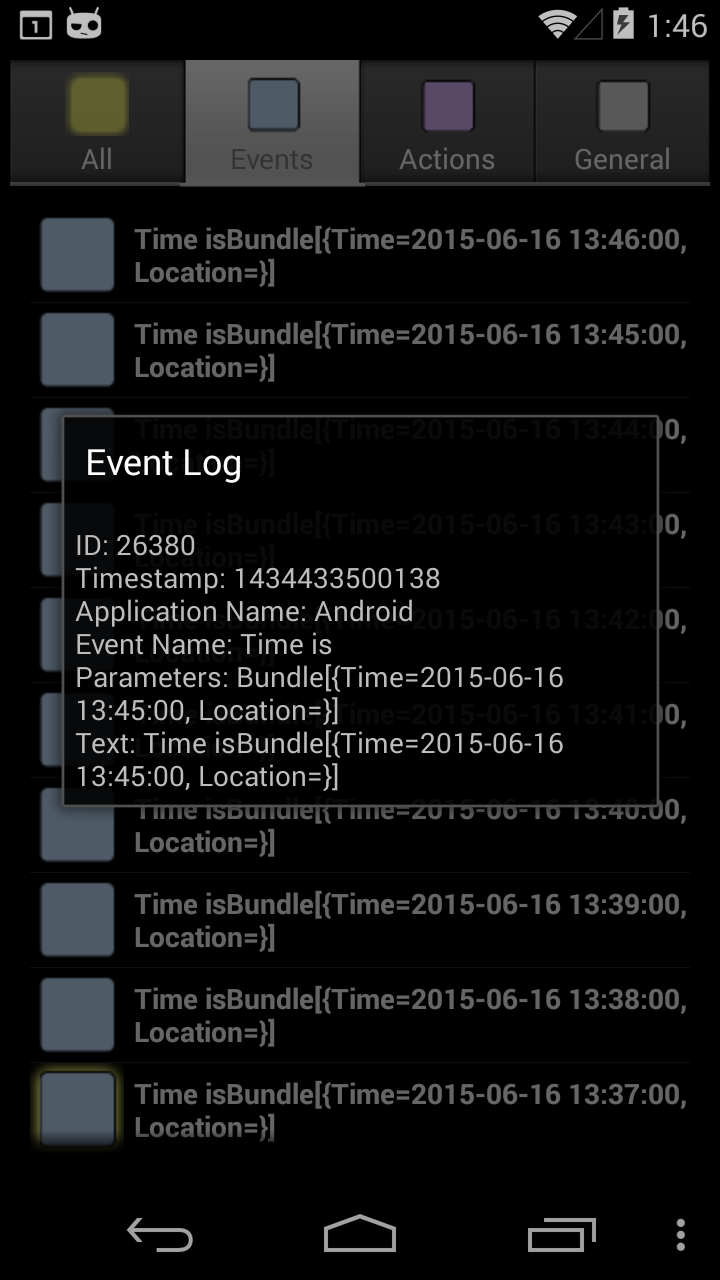 1 1:46
All Events Actions General
Time isBundle[{Time=2015-06-16 13:46:00,
Location=}]
Time isBundle[{Time=2015-06-16 13:45:00,
Location=}]
Time isBundle[{Time=2015-06-16 13:44:00,
Event Log
Time isBundle[{Time=2015-06-16 13:43:00,
ID: 26380
Timestamp: 1434433500138
Application Name: Android
Time isBundle[{Time=2015-06-16 13:42:00,
Event Name: Time is
Parameters: Bundle[{Time=2015-06-16
13:45:00, Location=}]
Time isBundle[{Time=2015-06-16 13:41:00,
Text: Time isBundle[{Time=2015-06-16
13:45:00, Location=}]
Time isBundle[{Time=2015-06-16 13:40:00,
Location=}]
Time isBundle[{Time=2015-06-16 13:39:00,
Location=}]
Time isBundle[{Time=2015-06-16 13:38:00,
Location=}]
Time isBundle[{Time=2015-06-16 13:37:00,
Location=}]